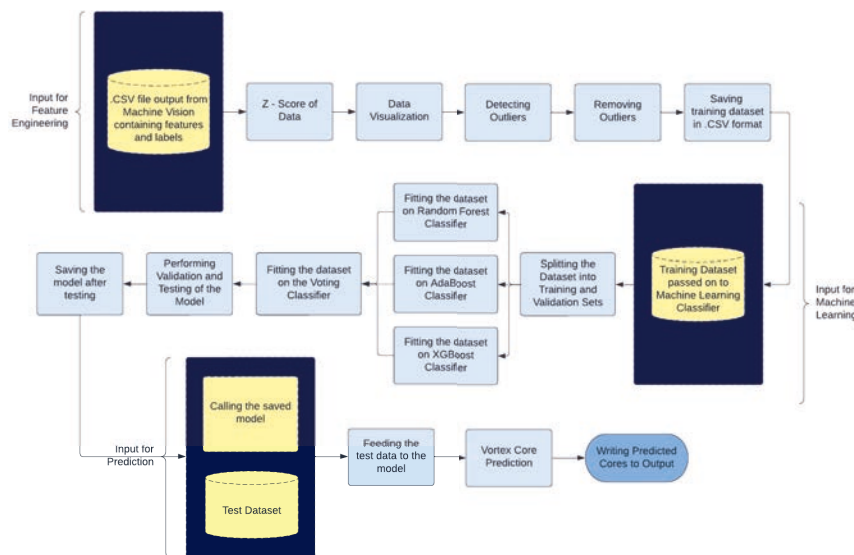 Input for
Feature
Engineering
.CSV file output from
Machine Vision
containing features
and labels
Z - Score of
Data
Data
Visualization
Detecting
Outliers
Removing
Outliers
Saving
training dataset
in .CSV format
Saving the
model after
testing
Performing
Validation and
Testing of the
Model
Fitting the dataset
on the Voting
Classifier
Fitting the dataset
on Random Forest
Classifier
Fitting the dataset
on AdaBoost
Classifier
Fitting the dataset
on XGBoost
Classifier
Splitting the
Dataset into
Training and
Validation Sets
Training Dataset
passed on to
Machine Learning
Classifier
Input for
Machine
Learning
Input for
Prediction
Calling the saved
model
Test Dataset
Feeding the
test data to the
model
Vortex Core
Prediction
Writing Predicted
Cores to Output